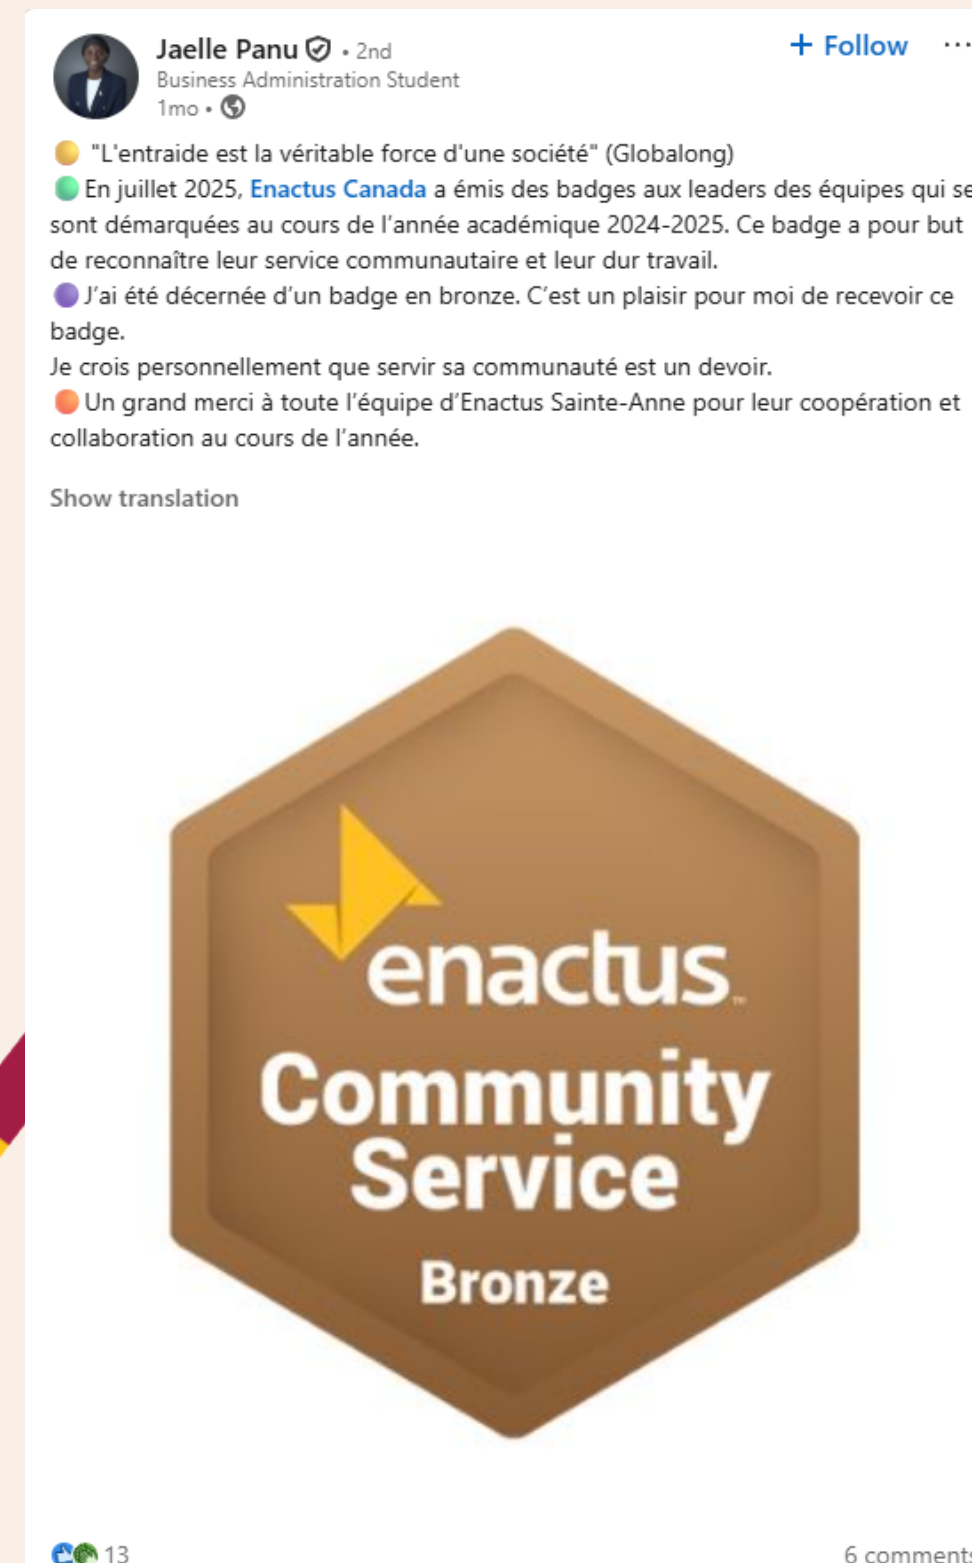 Jaelle Panu • 2nd
+ Follow ...
Business Administration Student
1mo •
"L'entraide est la véritable force d'une société" (Globalong)
En juillet 2025, Enactus Canada a émis des badges aux leaders des équipes qui se
sont démarquées au cours de l’année académique 2024-2025. Ce badge a pour but
de reconnaître leur service communautaire et leur dur travail.
J’ai été décernée d’un badge en bronze. C’est un plaisir pour moi de recevoir ce
badge.
Je crois personnellement que servir sa communauté est un devoir.
Un grand merci à toute l’équipe d’Enactus Sainte-Anne pour leur coopération et
collaboration au cours de l’année.
Show translation
enactus™
Community
Service
Bronze
13
6 comments